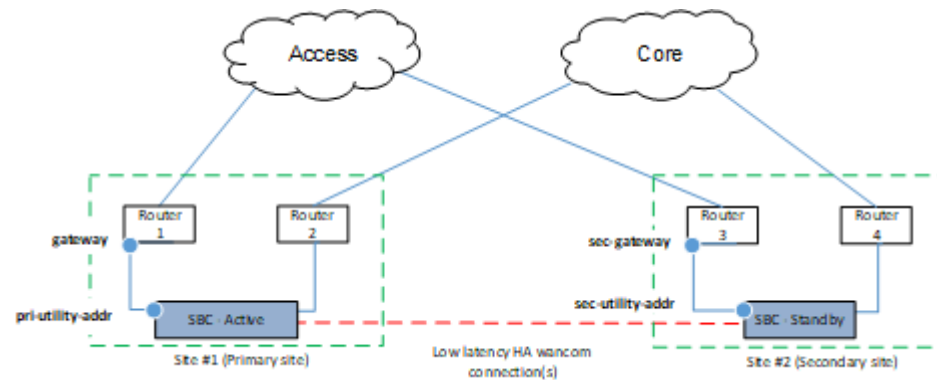 Access
Core
Router
1
Router
2
Router
3
Router
4
gateway
sec-gateway
pri-utility-addr
sec-utility-addr
SBC - Active
SBC - Standby
Site #1 (Primary site)
Low latency HA wancom
connection(s)
Site #2 (Secondary site)